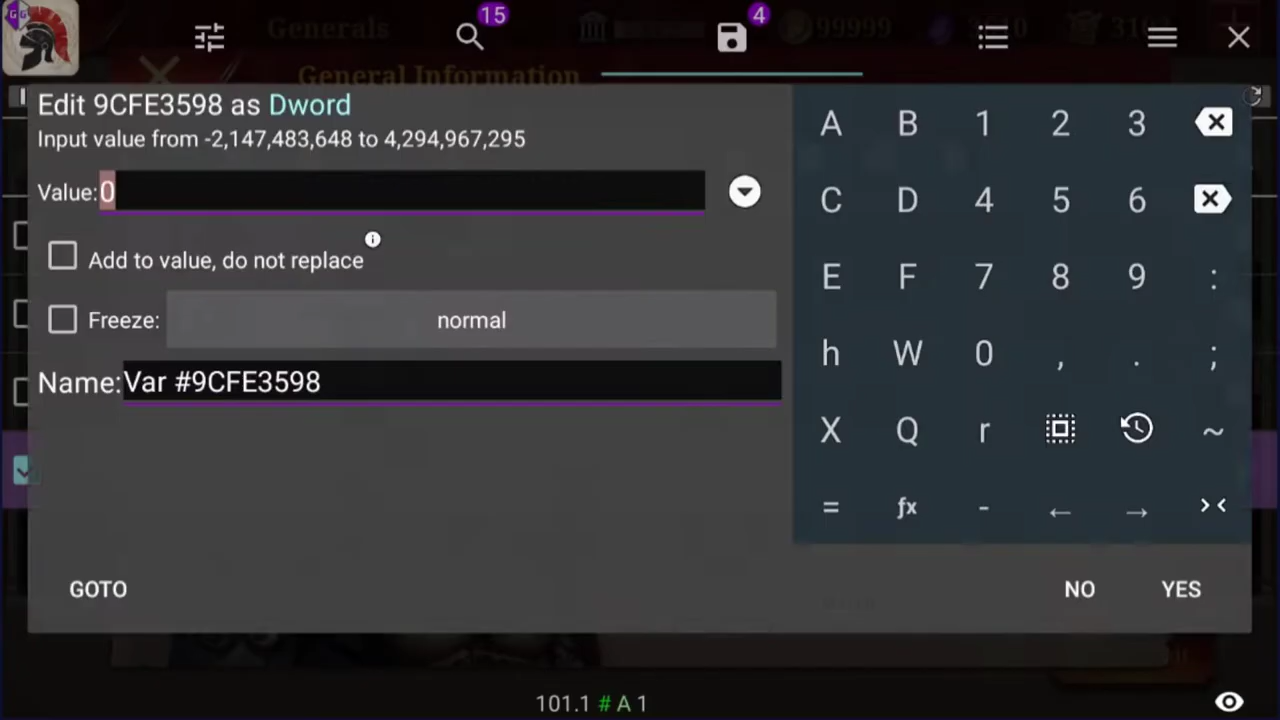 15
4
Generals
99999
General Information
Edit 9CFE3598 as Dword
Input value from -2,147,483,648 to 4,294,967,295
Value:0
Add to value, do not replace
Freeze: normal
Name:Var #9CFE3598
A B 1 2 3
C D 4 5 6
E F 7 8 9 :
h W 0 , . ;
X Q r ~
= ƒx - ← → ><
GOTO NO YES
101.1 # A 1